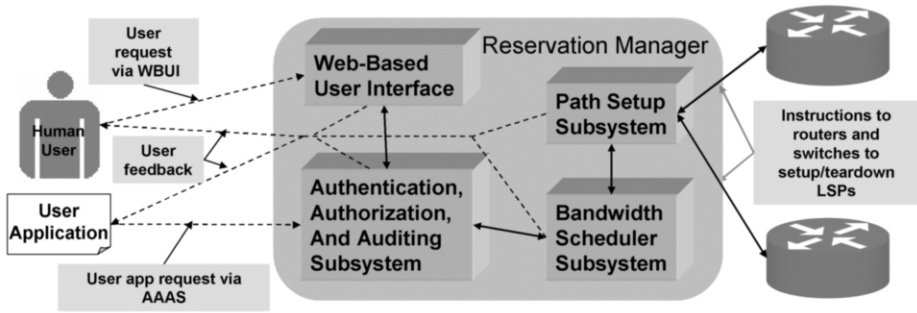 User
request
via WBUI
Human
User
User
feedback
User
Application
User app request via
AAAS
Reservation Manager
Web-Based
User Interface
Authentication,
Authorization,
And Auditing
Subsystem
Path Setup
Subsystem
Bandwidth
Scheduler
Subsystem
Instructions to
routers and
switches to
setup/teardown
LSPs